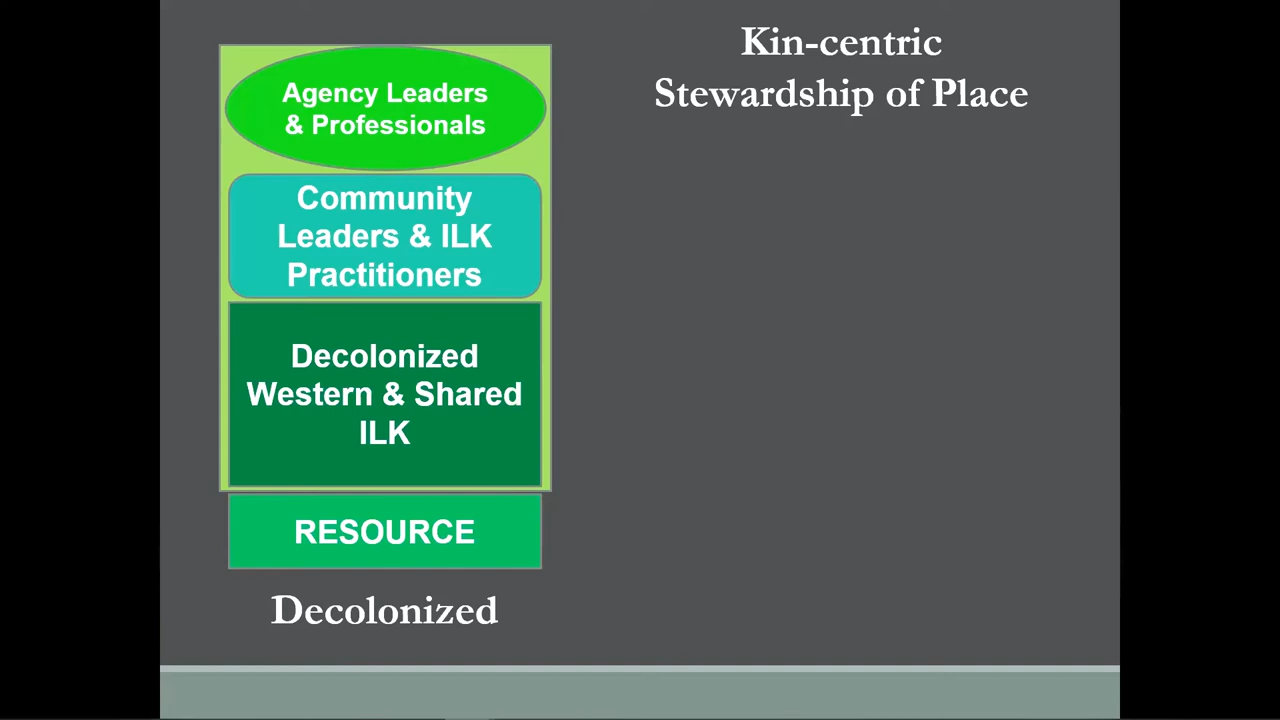 Kin-centric
Stewardship of Place
Agency Leaders
& Professionals
Community
Leaders & ILK
Practitioners
Decolonized
Western & Shared
ILK
RESOURCE
Decolonized